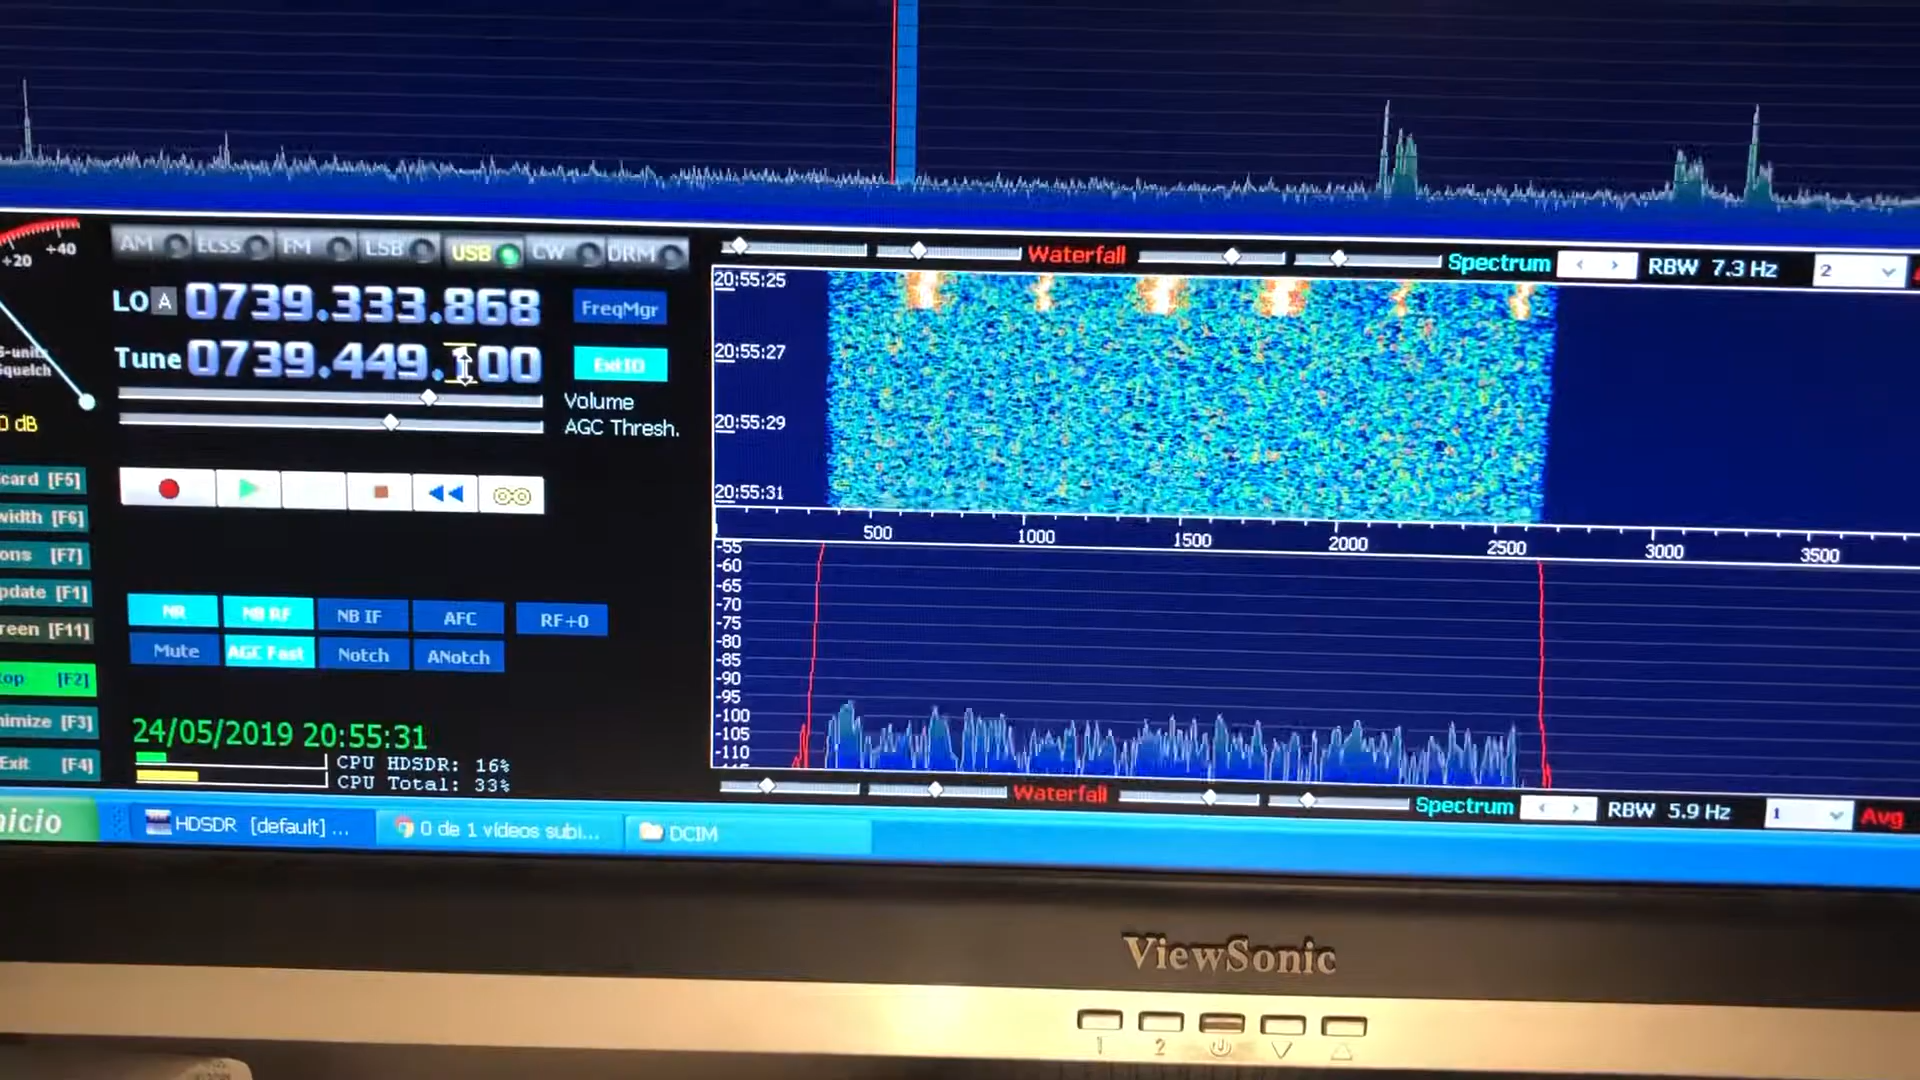 +20 +40
S-units
Squelch
0 dB
AM ECSS FM LSB USB CW DRM
LO A 0739.333.868 FreqMgr
Tune 0739.449.100 ExtIO
Volume
AGC Thresh.
card [F5]
width [F6]
ons [F7]
pdate [F1]
reen [F11]
top [F2]
nimize [F3]
Exit [F4]
NR NB RF NB IF AFC RF+0
Mute AGC Fast Notch ANotch
24/05/2019 20:55:31
CPU HDSDR: 16%
CPU Total: 33%
Waterfall Spectrum RBW 7.3 Hz 2
20:55:25
20:55:27
20:55:29
20:55:31
500 1000 1500 2000 2500 3000 3500
-55
-60
-65
-70
-75
-80
-85
-90
-95
-100
-105
-110
Waterfall Spectrum RBW 5.9 Hz 1 Avg
nicio HDSDR [default] ... 0 de 1 vídeos subi... DCIM
ViewSonic
1 2